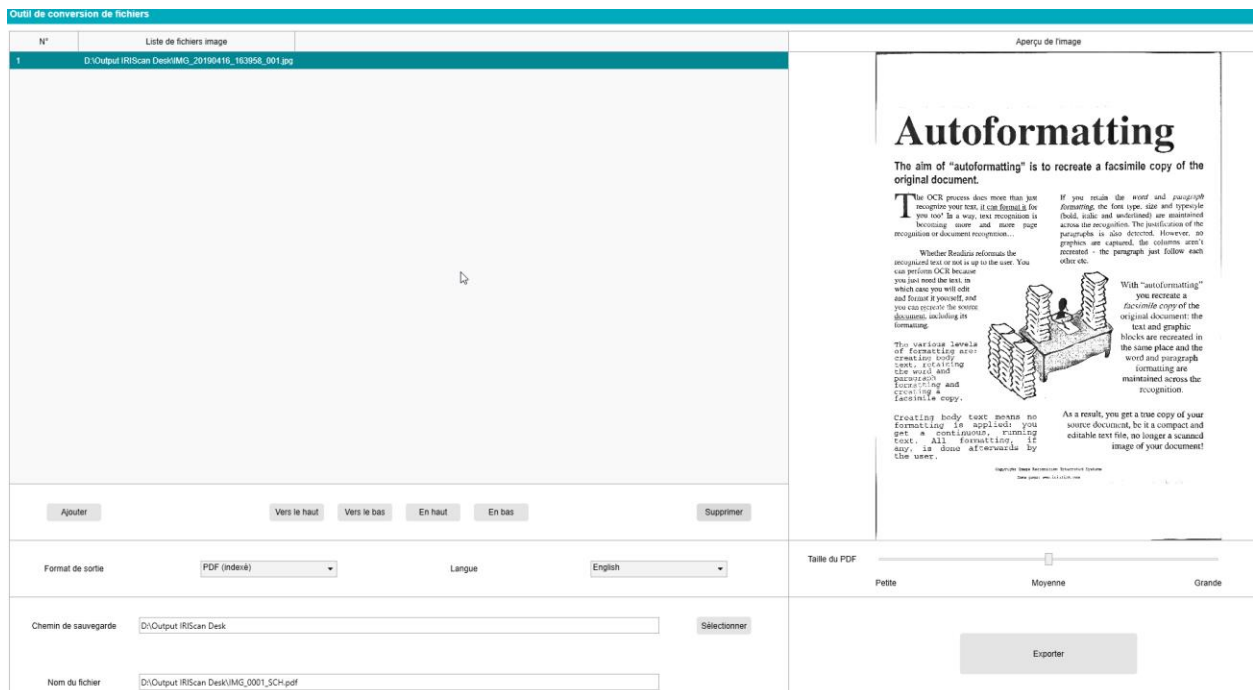 Outil de conversion de fichiers
N° Liste de fichiers image
1 D:\Output IRIScan Desk\IMG_20190416_163958_001.jpg
Ajouter Vers le haut Vers le bas En haut En bas Supprimer
Format de sortie PDF (indexé) Langue English
Chemin de sauvegarde D:\Output IRIScan Desk Sélectionner
Nom du fichier D:\Output IRIScan Desk\IMG_0001_SCH.pdf
Aperçu de l'image
Autoformatting
The aim of "autoformatting" is to recreate a facsimile copy of the
original document.
The OCR process does more than just
recognize your text, it can format it for
you too! In a way, text recognition is
becoming more and more page
recognition or document recognition...
Whether Readiris reformats the
recognized text or not is up to the user. You
can perform OCR because
you just need the text, in
which case you will edit
and format it yourself, and
you can recreate the source
document, including its
formatting.
The various levels
of formatting are:
creating body
text, retaining
the word and
paragraph
formatting and
creating a
facsimile copy.
Creating body text means no
formatting is applied: you
get a continuous, running
text. All formatting, if
any, is done afterwards by
the user.
If you retain the word and paragraph
formatting, the font type, size and typestyle
(bold, italic and underlined) are maintained
across the recognition. The justification of the
paragraphs is also detected. However, no
graphics are captured, the columns aren't
recreated - the paragraph just follow each
other etc.
With "autoformatting"
you recreate a
facsimile copy of the
original document: the
text and graphic
blocks are recreated in
the same place and the
word and paragraph
formatting are
maintained across the
recognition.
As a result, you get a true copy of your
source document, be it a compact and
editable text file, no longer a scanned
image of your document!
Taille du PDF
Petite Moyenne Grande
Exporter